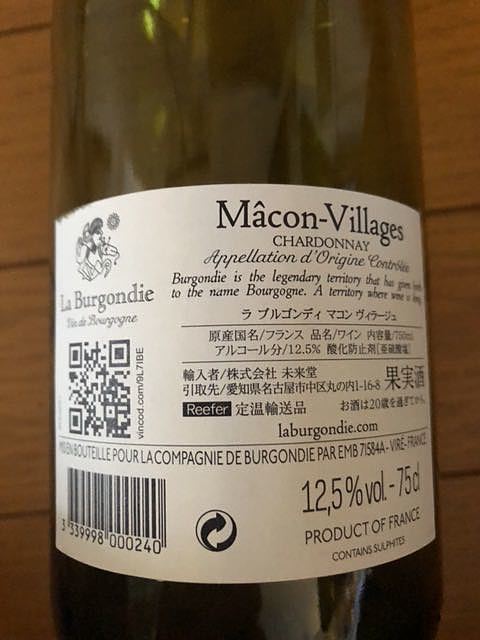 Mâcon-Villages
CHARDONNAY
Appellation d'Origine Contrôlée
Burgondie is the legendary territory that has given
to the name Bourgogne. A territory where wine is
La Burgondie
Vin de Bourgogne
ラ ブルゴンディ マコン ヴィラージュ
原産国名/フランス 品名/ワイン 内容量/750ml
アルコール分/12.5% 酸化防止剤[亜硫酸塩]
輸入者/株式会社 未来堂
引取先/愛知県名古屋市中区丸の内1-16-8
果実酒
Reefer 定温輸送品
お酒は20歳を過ぎてから。
laburgondie.com
vincod.com/9L7IBE
MIS EN BOUTEILLE POUR LA COMPAGNIE DE BURGONDIE PAR EMB 71584A - VIRÉ - FRANCE
12,5% vol. - 75cl
PRODUCT OF FRANCE
CONTAINS SULPHITES
3 339998 000240